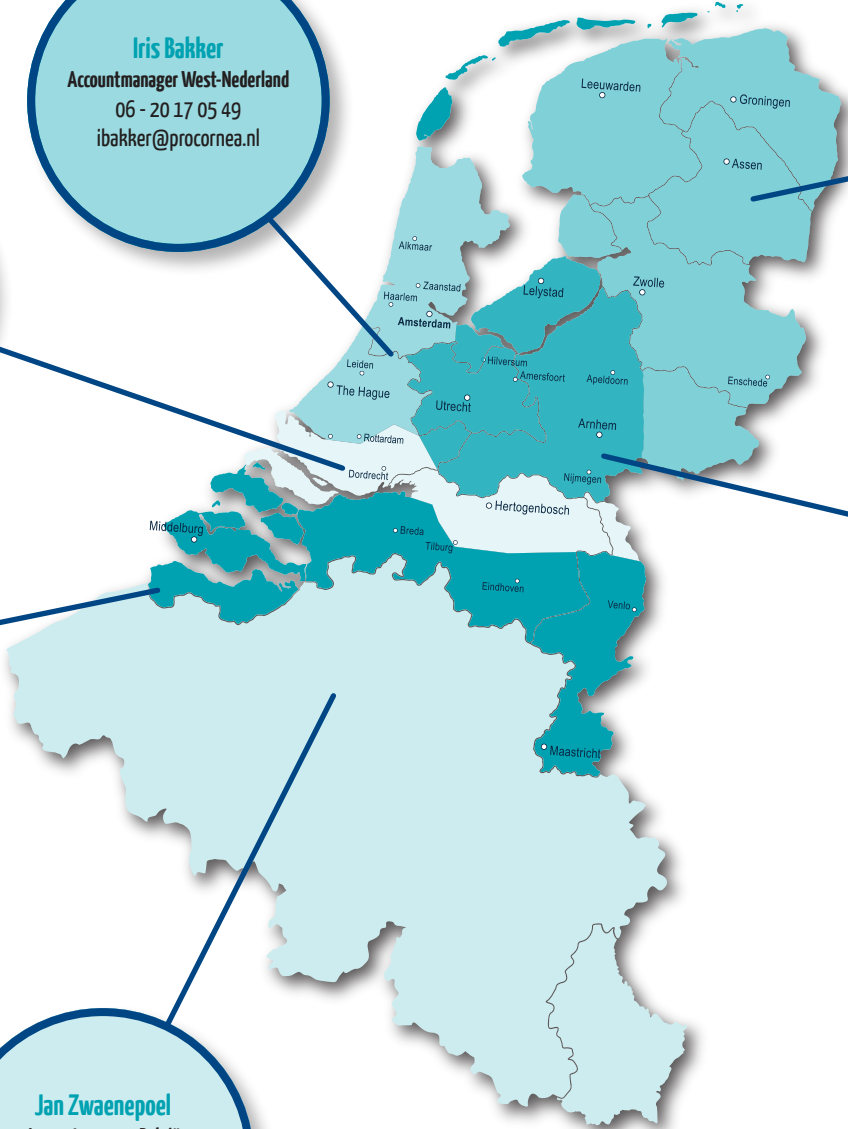 Iris Bakker
Accountmanager West-Nederland
06 - 20 17 05 49
ibakker@procornea.nl
Leeuwarden
Groningen
Assen
Alkmaar
Zaanstad
Haarlem
Amsterdam
Lelystad
Zwolle
Hilversum
Amersfoort
Apeldoorn
Enschede
Leiden
The Hague
Utrecht
Arnhem
Rottardam
Dordrecht
Nijmegen
Hertogenbosch
Middelburg
Breda
Tilburg
Eindhoven
Venlo
Maastricht
Jan Zwaenepoel